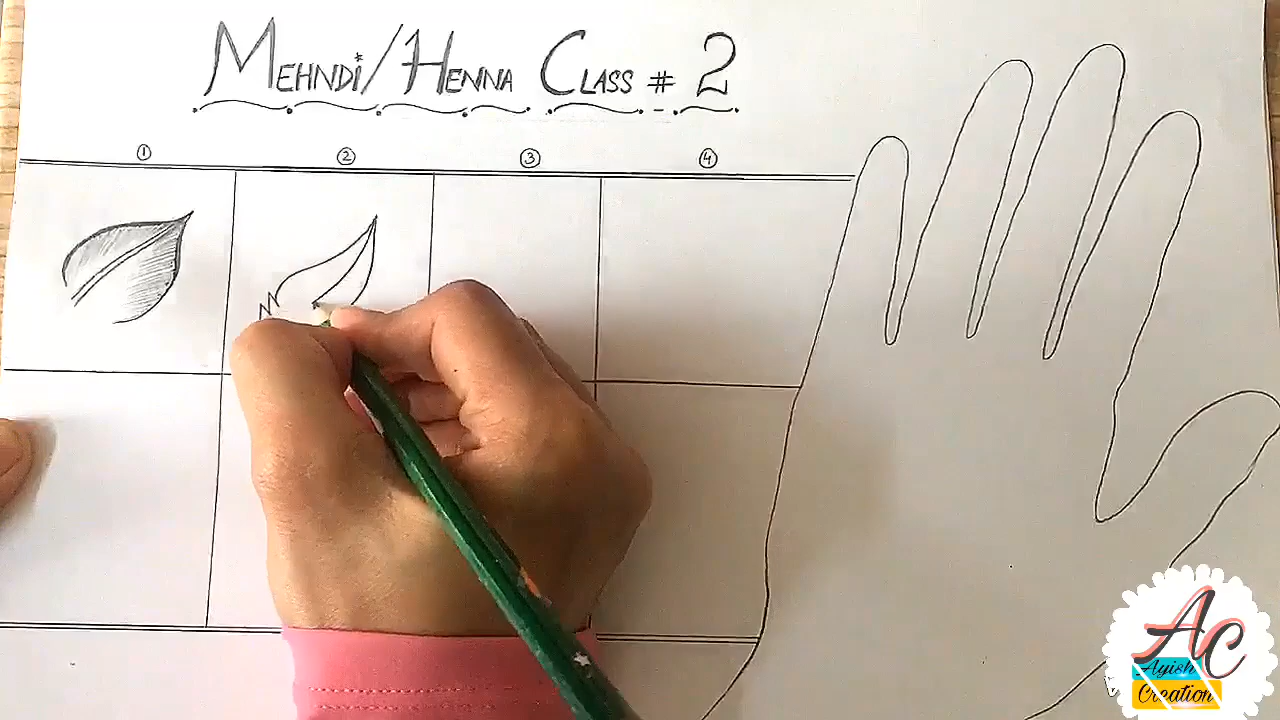 Mehndi/Henna Class # 2
① ② ③ ④
AC
Ayish
Creation